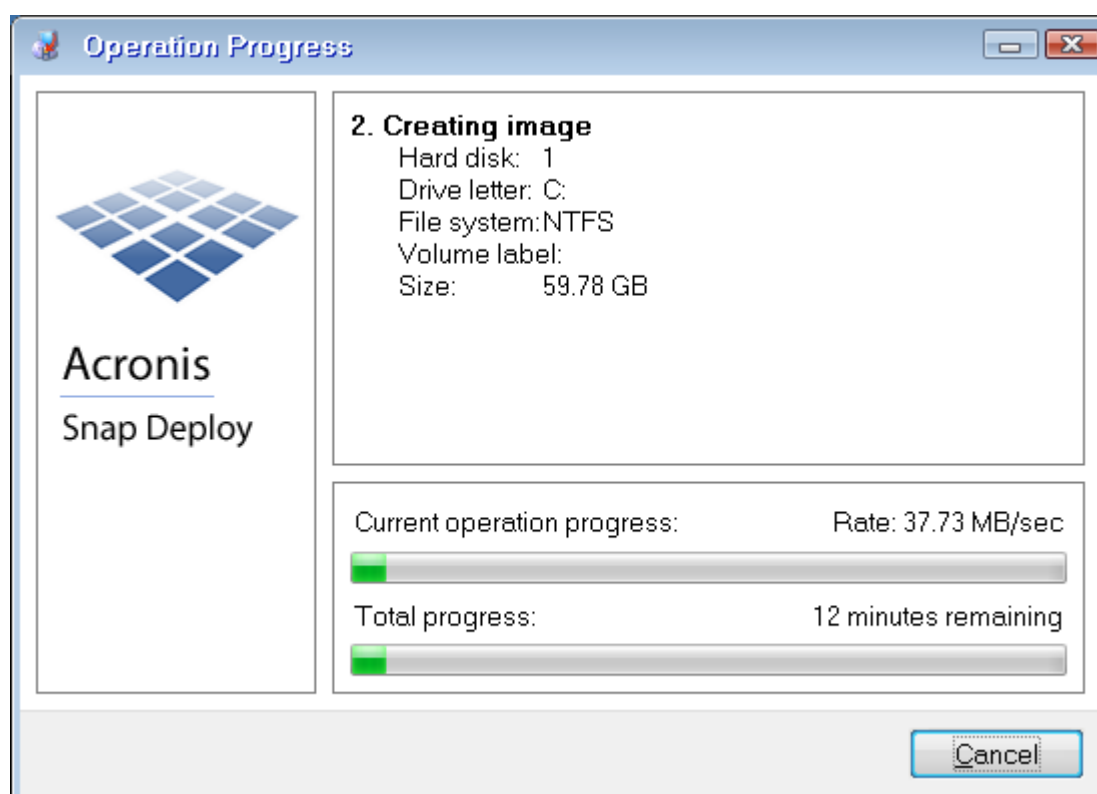 Operation Progress
Acronis
Snap Deploy
2. Creating image
Hard disk: 1
Drive letter: C:
File system:NTFS
Volume label:
Size: 59.78 GB
Current operation progress: Rate: 37.73 MB/sec
Total progress: 12 minutes remaining
Cancel